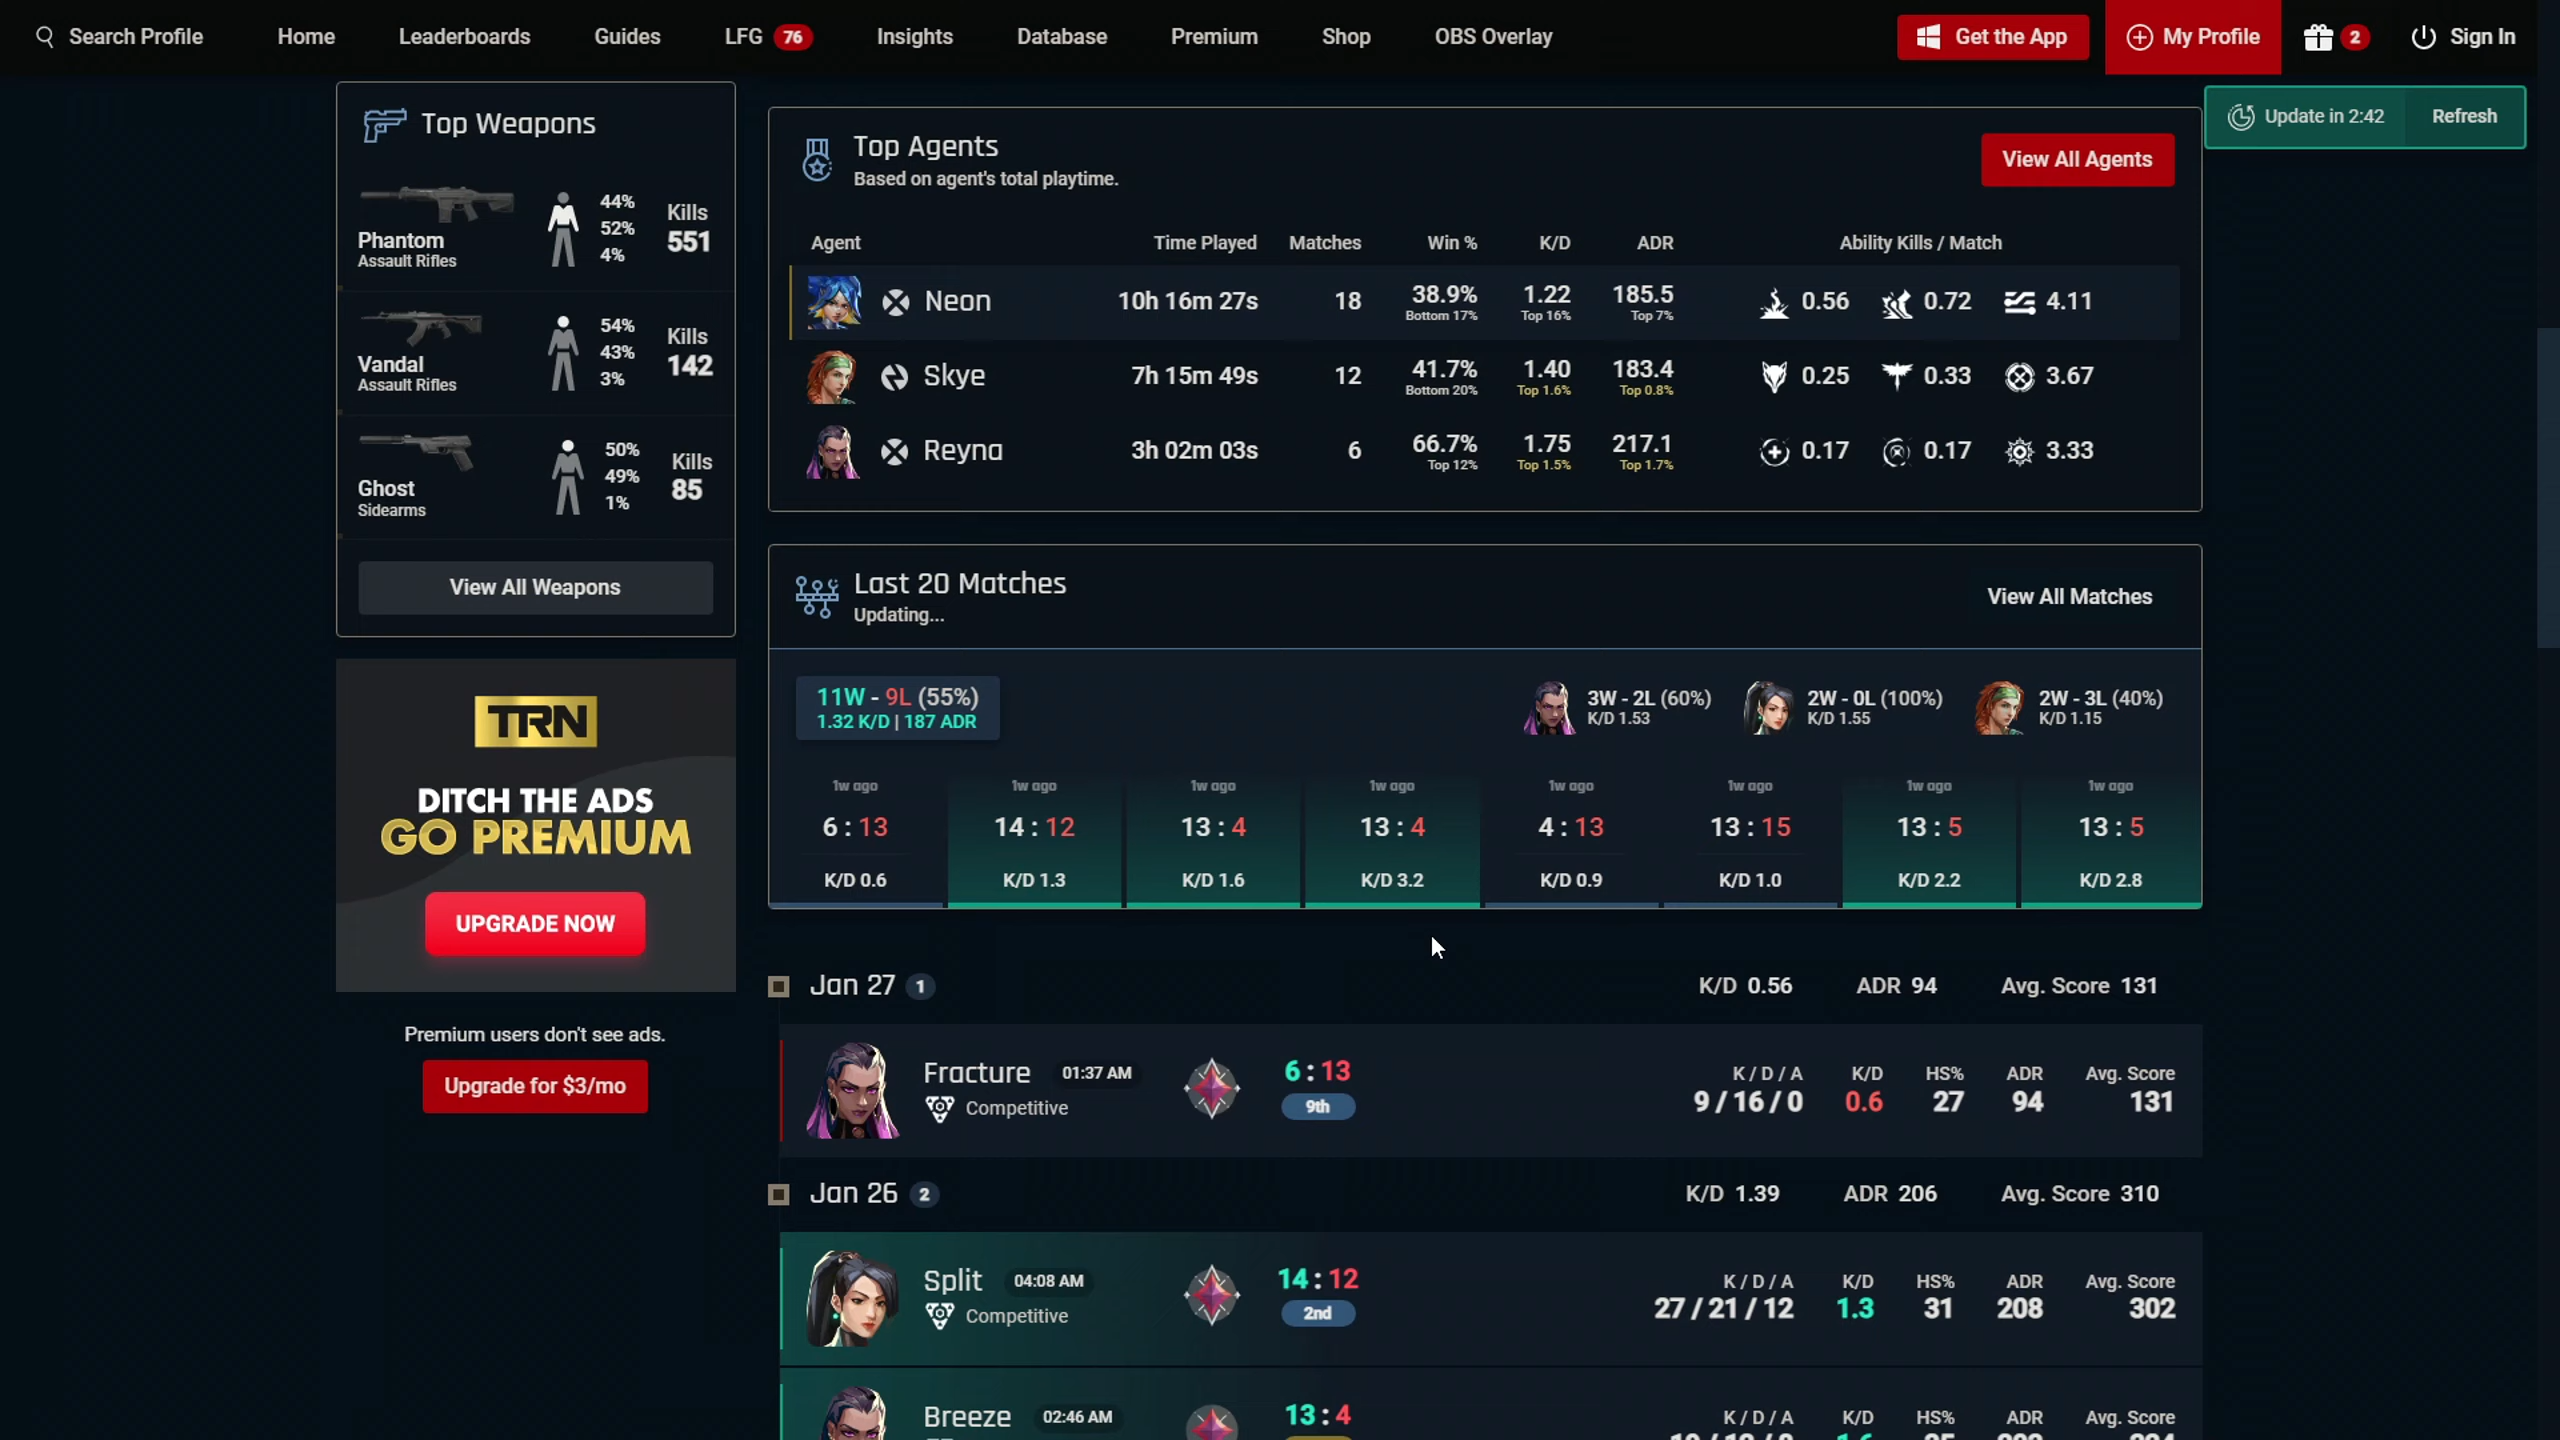 Search Profile Home Leaderboards Guides LFG 76 Insights Database Premium Shop OBS Overlay Get the App My Profile 2 Sign In
Update in 2:42 Refresh
Top Weapons
Phantom
Assault Rifles
44%
52%
4%
Kills
551
Vandal
Assault Rifles
54%
43%
3%
Kills
142
Ghost
Sidearms
50%
49%
1%
Kills
85
View All Weapons
TRN
DITCH THE ADS
GO PREMIUM
UPGRADE NOW
Premium users don't see ads.
Upgrade for $3/mo
Top Agents
Based on agent's total playtime.
View All Agents
Agent Time Played Matches Win % K/D ADR Ability Kills / Match
Neon 10h 16m 27s 18 38.9% 1.22 185.5 0.56 0.72 4.11
Bottom 17% Top 16% Top 7%
Skye 7h 15m 49s 12 41.7% 1.40 183.4 0.25 0.33 3.67
Bottom 20% Top 1.6% Top 0.8%
Reyna 3h 02m 03s 6 66.7% 1.75 217.1 0.17 0.17 3.33
Top 12% Top 1.5% Top 1.7%
Last 20 Matches
Updating...
View All Matches
11W - 9L (55%)
1.32 K/D | 187 ADR
3W - 2L (60%)
K/D 1.53
2W - 0L (100%)
K/D 1.55
2W - 3L (40%)
K/D 1.15
1w ago 1w ago 1w ago 1w ago 1w ago 1w ago 1w ago 1w ago
6 : 13 14 : 12 13 : 4 13 : 4 4 : 13 13 : 15 13 : 5 13 : 5
K/D 0.6 K/D 1.3 K/D 1.6 K/D 3.2 K/D 0.9 K/D 1.0 K/D 2.2 K/D 2.8
Jan 27 1 K/D 0.56 ADR 94 Avg. Score 131
Fracture 01:37 AM
Competitive
6 : 13
9th
K / D / A K/D HS% ADR Avg. Score
9 / 16 / 0 0.6 27 94 131
Jan 26 2 K/D 1.39 ADR 206 Avg. Score 310
Split 04:08 AM
Competitive
14 : 12
2nd
K / D / A K/D HS% ADR Avg. Score
27 / 21 / 12 1.3 31 208 302
Breeze 02:46 AM
13 : 4
K / D / A K/D HS% ADR Avg. Score